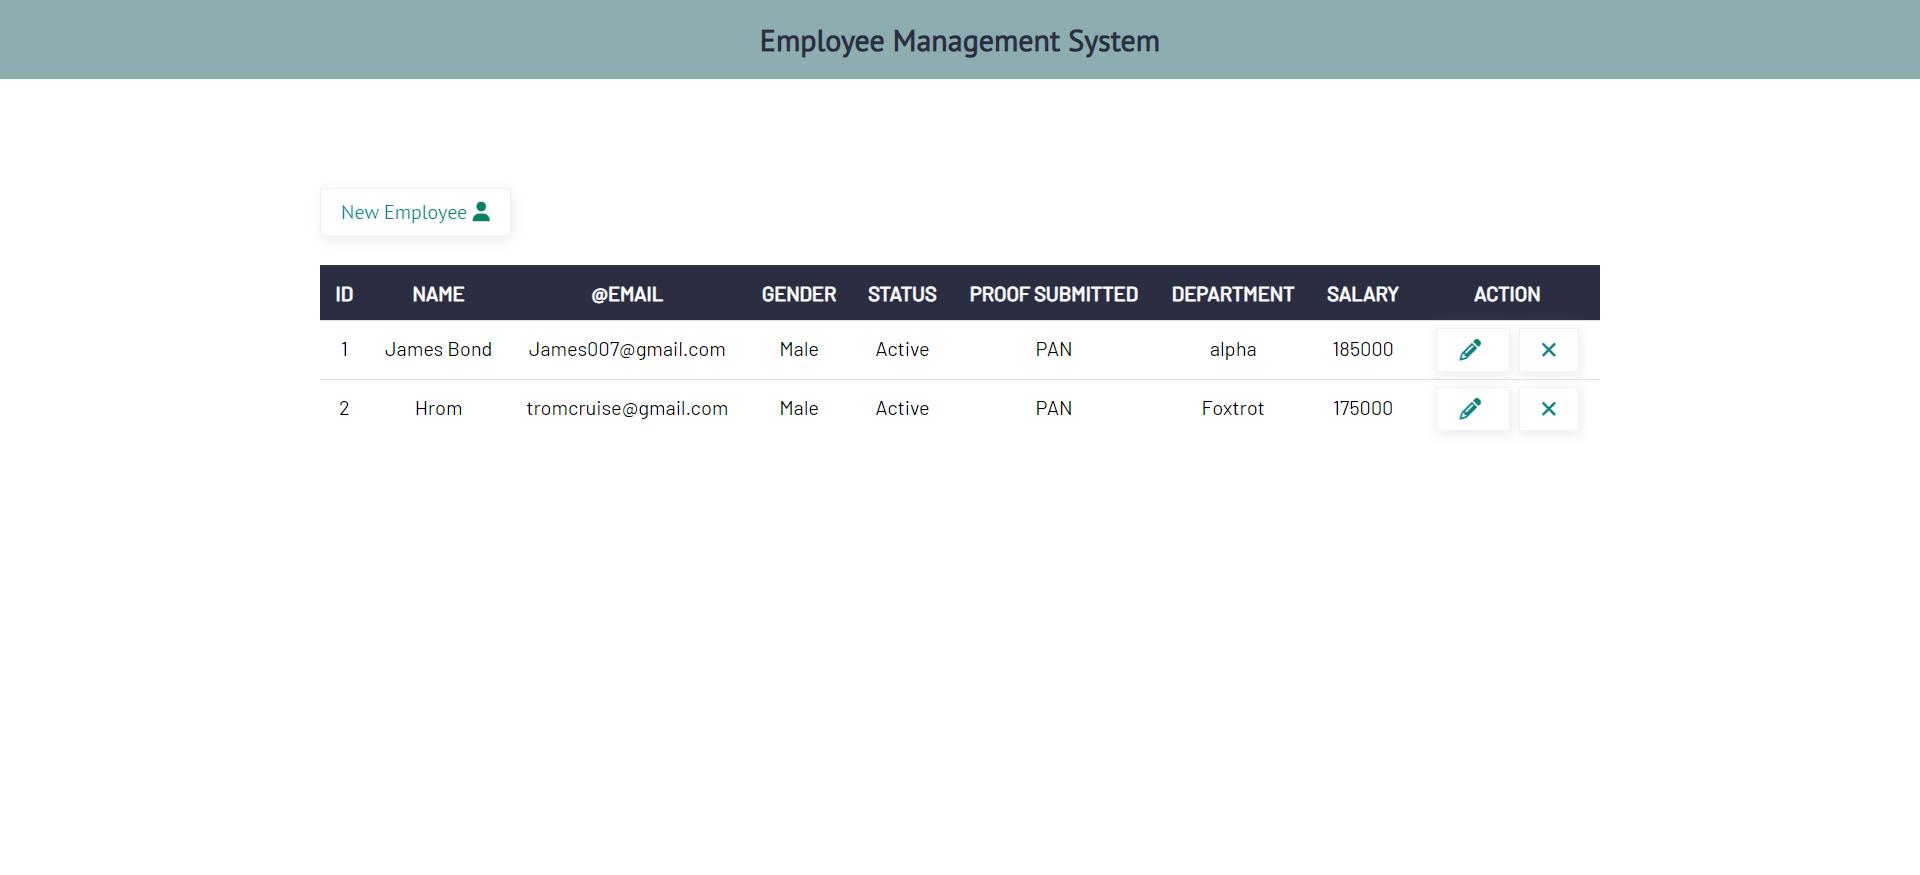 Employee Management System
New Employee
ID NAME @EMAIL GENDER STATUS PROOF SUBMITTED DEPARTMENT SALARY ACTION
1 James Bond James007@gmail.com Male Active PAN alpha 185000
2 Hrom tromcruise@gmail.com Male Active PAN Foxtrot 175000